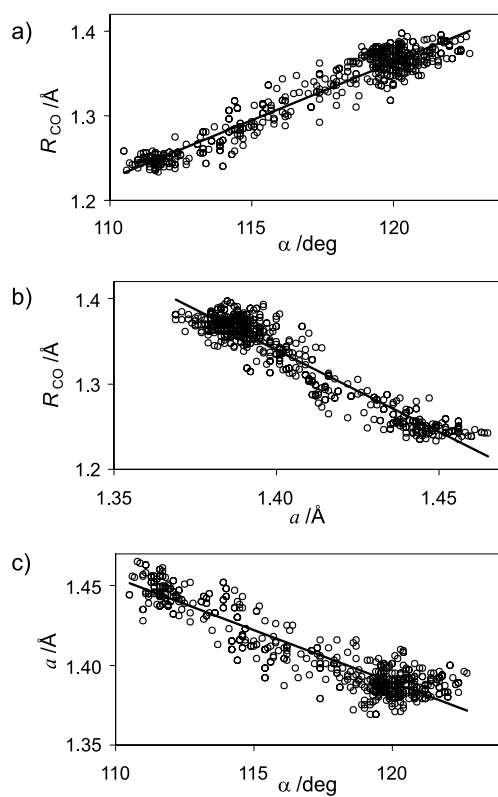 a)
1.4
1.3
1.2
R_CO /Å
110 115 120
α /deg
b)
1.4
1.3
1.2
R_CO /Å
1.35 1.40 1.45
a /Å
c)
1.45
1.40
1.35
a /Å
110 115 120
α /deg